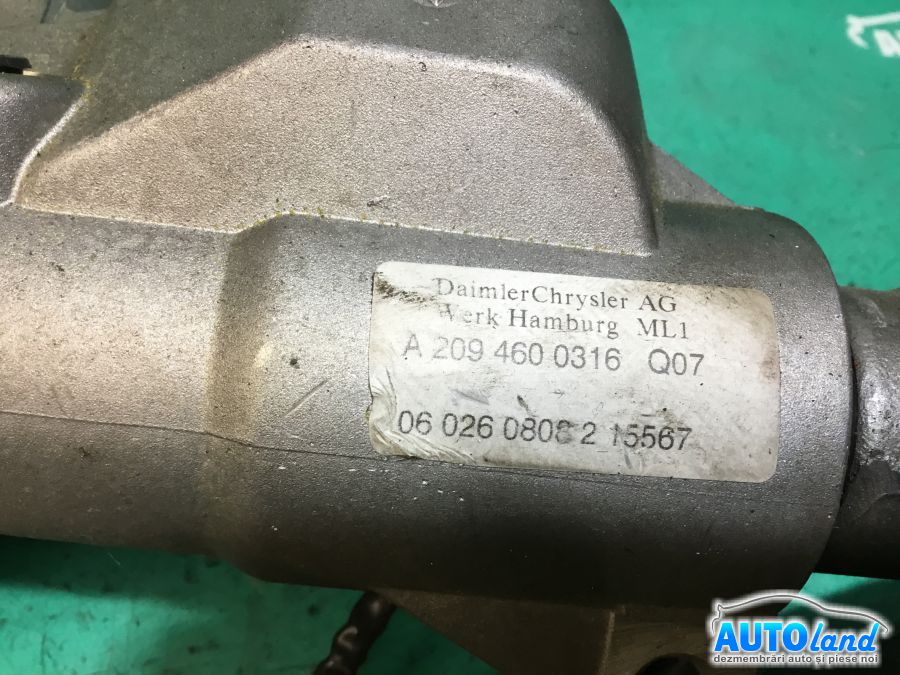 DaimlerChrysler AG
Werk Hamburg ML1
A 209 460 0316 Q07
06 026 0808 2 15567
AUTOland
dezmembrări auto și piese noi